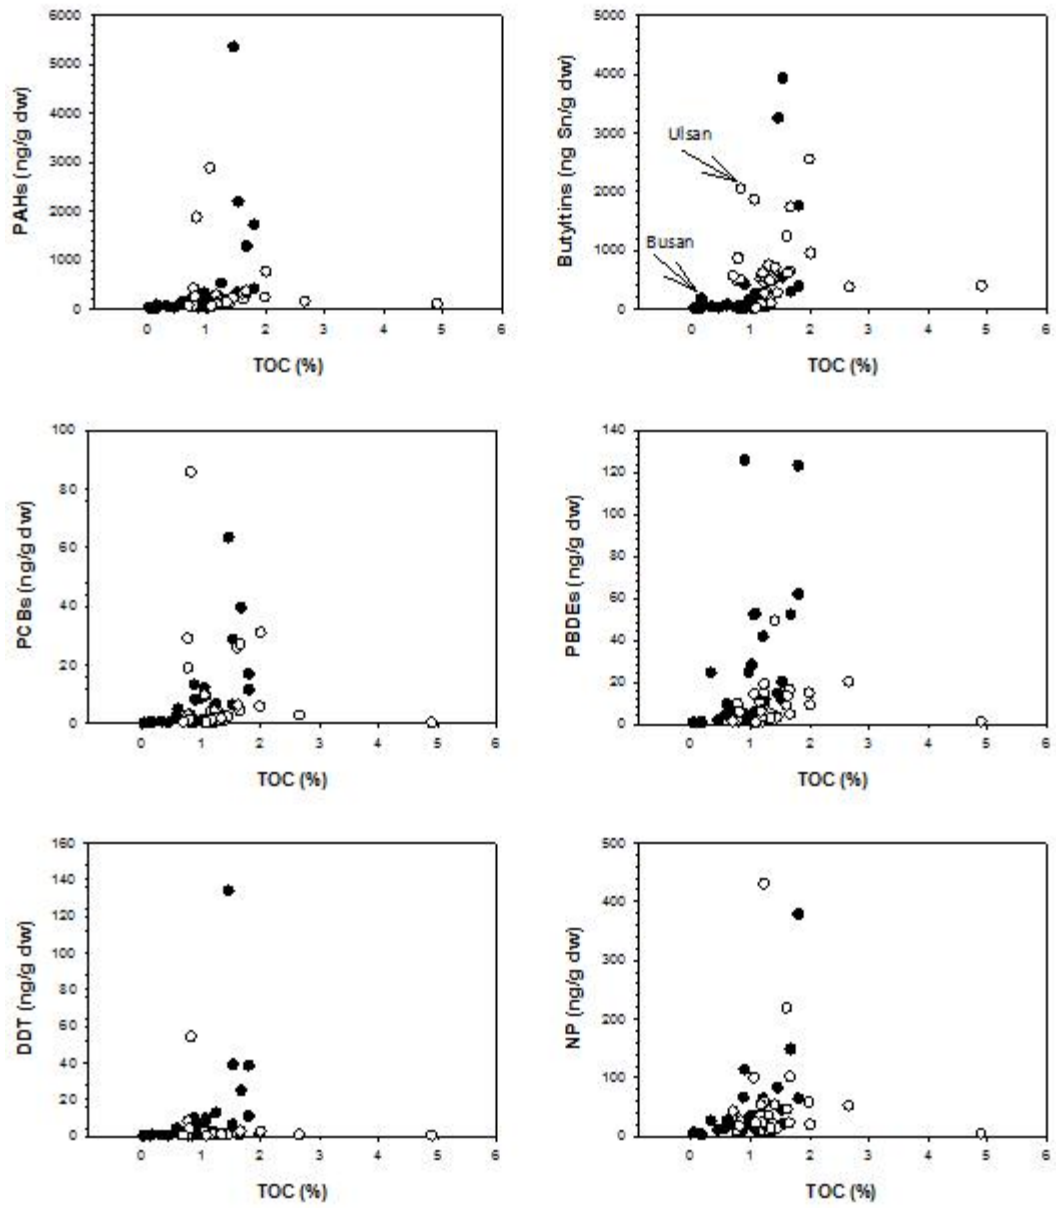 6000
5000
4000
3000
2000
1000
0
PAHs (ng/g dw)
0 1 2 3 4 5 6
TOC (%)
5000
4000
3000
2000
1000
0
Butyltins (ng Sn/g dw)
Ulsan
Busan
0 1 2 3 4 5 6
TOC (%)
100
80
60
40
20
0
PCBs (ng/g dw)
0 1 2 3 4 5 6
TOC (%)
140
120
100
80
60
40
20
0
PBDEs (ng/g dw)
0 1 2 3 4 5 6
TOC (%)
160
140
120
100
80
60
40
20
0
DDT (ng/g dw)
0 1 2 3 4 5 6
TOC (%)
500
400
300
200
100
0
NP (ng/g dw)
0 1 2 3 4 5 6
TOC (%)